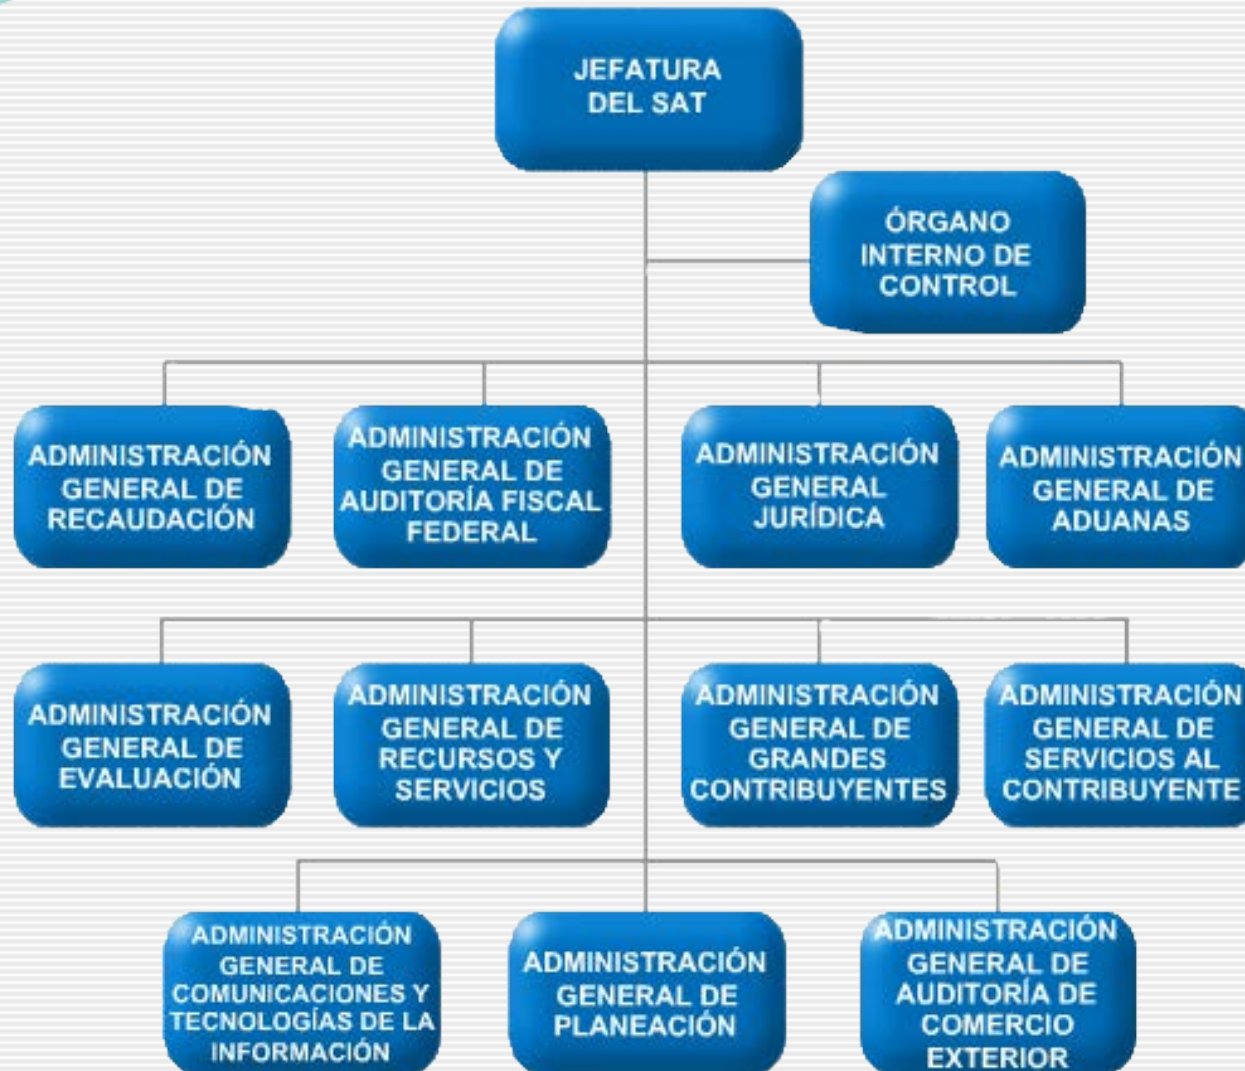 JEFATURA
DEL SAT
ÓRGANO
INTERNO DE
CONTROL
ADMINISTRACIÓN
GENERAL DE
RECAUDACIÓN
ADMINISTRACIÓN
GENERAL DE
AUDITORÍA FISCAL
FEDERAL
ADMINISTRACIÓN
GENERAL
JURÍDICA
ADMINISTRACIÓN
GENERAL DE
ADUANAS
ADMINISTRACIÓN
GENERAL DE
EVALUACIÓN
ADMINISTRACIÓN
GENERAL DE
RECURSOS Y
SERVICIOS
ADMINISTRACIÓN
GENERAL DE
GRANDES
CONTRIBUYENTES
ADMINISTRACIÓN
GENERAL DE
SERVICIOS AL
CONTRIBUYENTE
ADMINISTRACIÓN
GENERAL DE
COMUNICACIONES Y
TECNOLOGÍAS DE LA
INFORMACIÓN
ADMINISTRACIÓN
GENERAL DE
PLANEACIÓN
ADMINISTRACIÓN
GENERAL DE
AUDITORÍA DE
COMERCIO
EXTERIOR